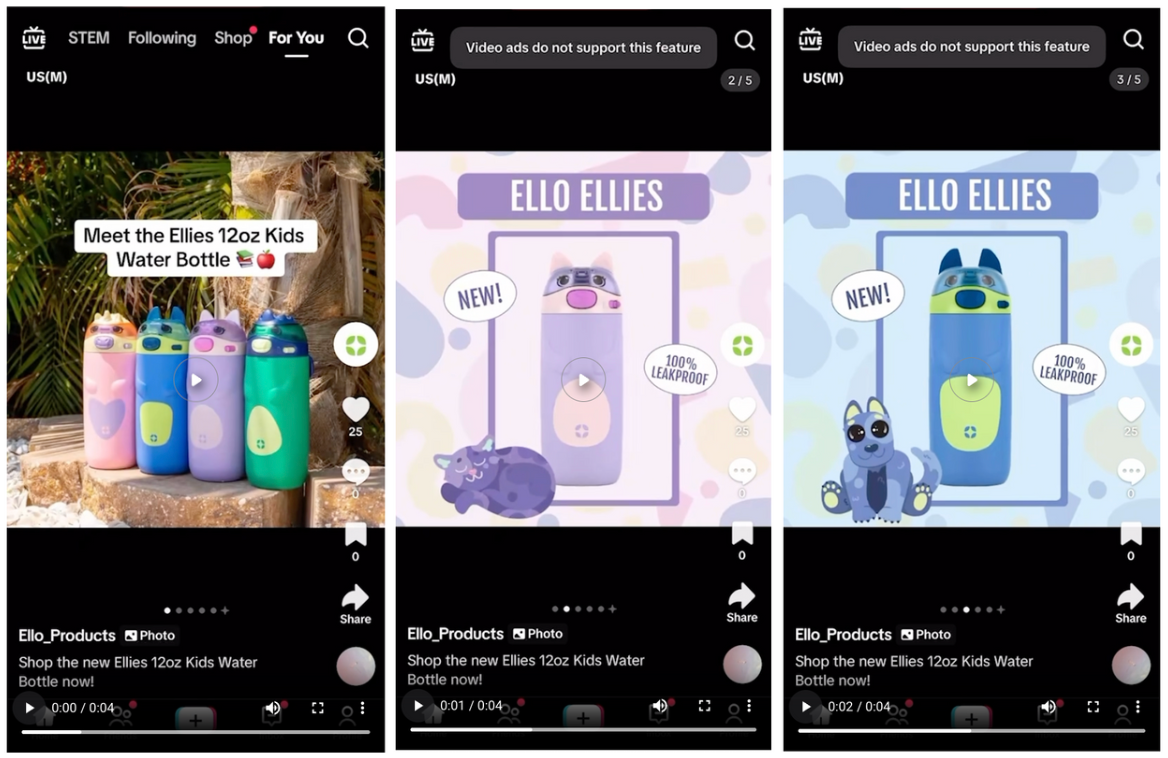 LIVE
STEM
Following
Shop
For You
US(M)
Meet the Ellies 12oz Kids
Water Bottle 📚🍎
25
0
0
Share
Ello_Products
Photo
Shop the new Ellies 12oz Kids Water
Bottle now!
0:00 / 0:04
LIVE
Video ads do not support this feature
US(M)
2 / 5
ELLO ELLIES
NEW!
100%
LEAKPROOF
25
0
0
Share
Ello_Products
Photo
Shop the new Ellies 12oz Kids Water
Bottle now!
0:01 / 0:04
LIVE
Video ads do not support this feature
US(M)
3 / 5
ELLO ELLIES
NEW!
100%
LEAKPROOF
25
0
0
Share
Ello_Products
Photo
Shop the new Ellies 12oz Kids Water
Bottle now!
0:02 / 0:04